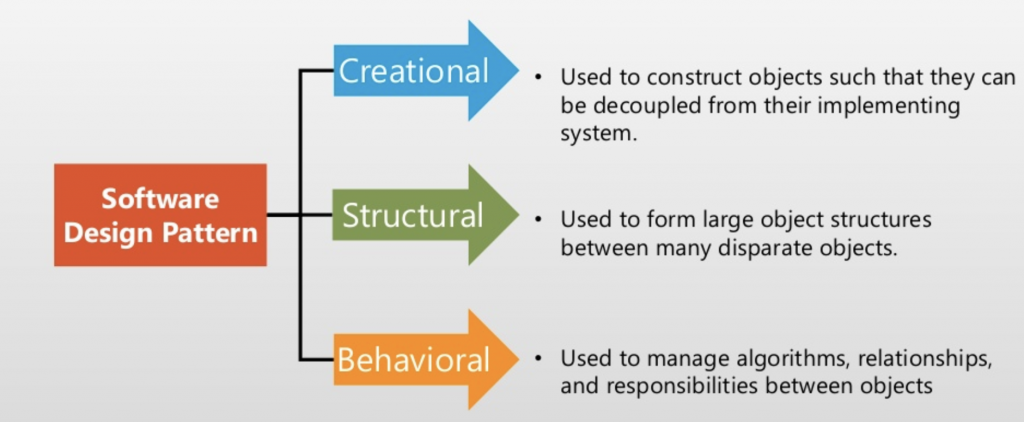 Software
Design Pattern
Creational
• Used to construct objects such that they can
be decoupled from their implementing
system.
Structural
• Used to form large object structures
between many disparate objects.
Behavioral
• Used to manage algorithms, relationships,
and responsibilities between objects